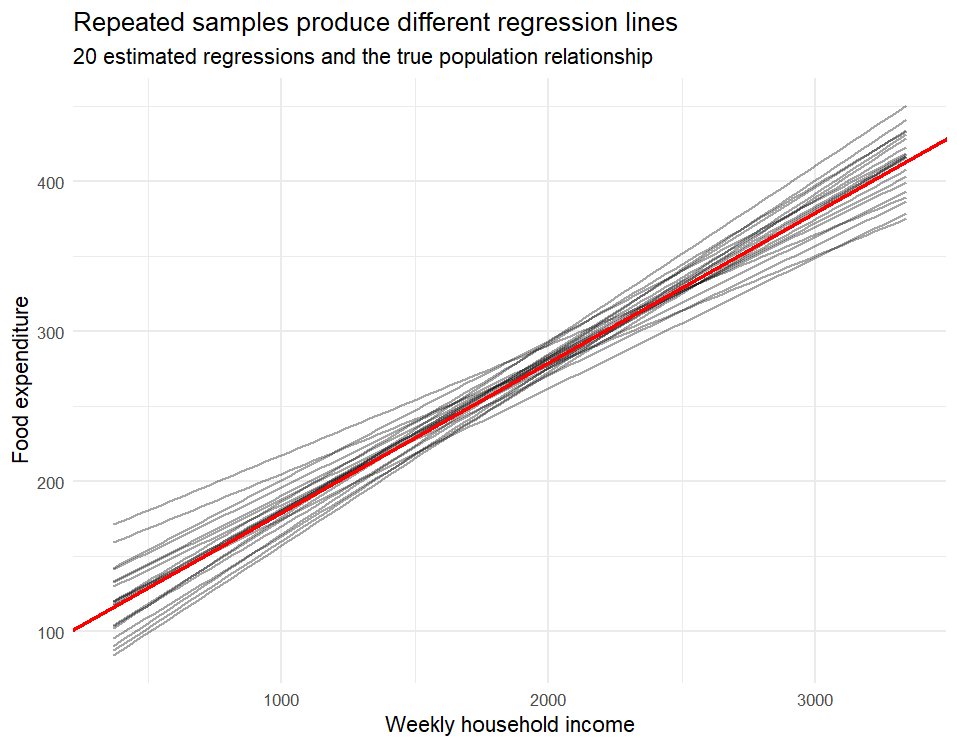 Repeated samples produce different regression lines
20 estimated regressions and the true population relationship
Food expenditure
400
300
200
100
1000 2000 3000
Weekly household income